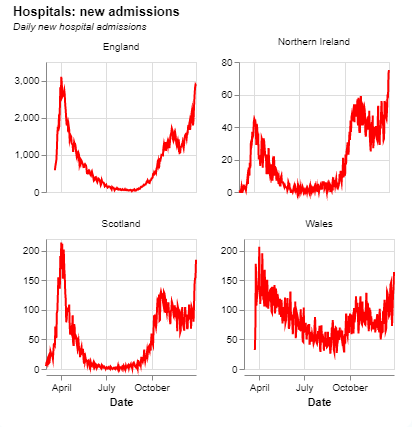 Hospitals: new admissions
Daily new hospital admissions
England
3,000
2,000
1,000
0
Northern Ireland
80
60
40
20
0
Scotland
200
150
100
50
0
April July October
Date
Wales
200
150
100
50
0
April July October
Date